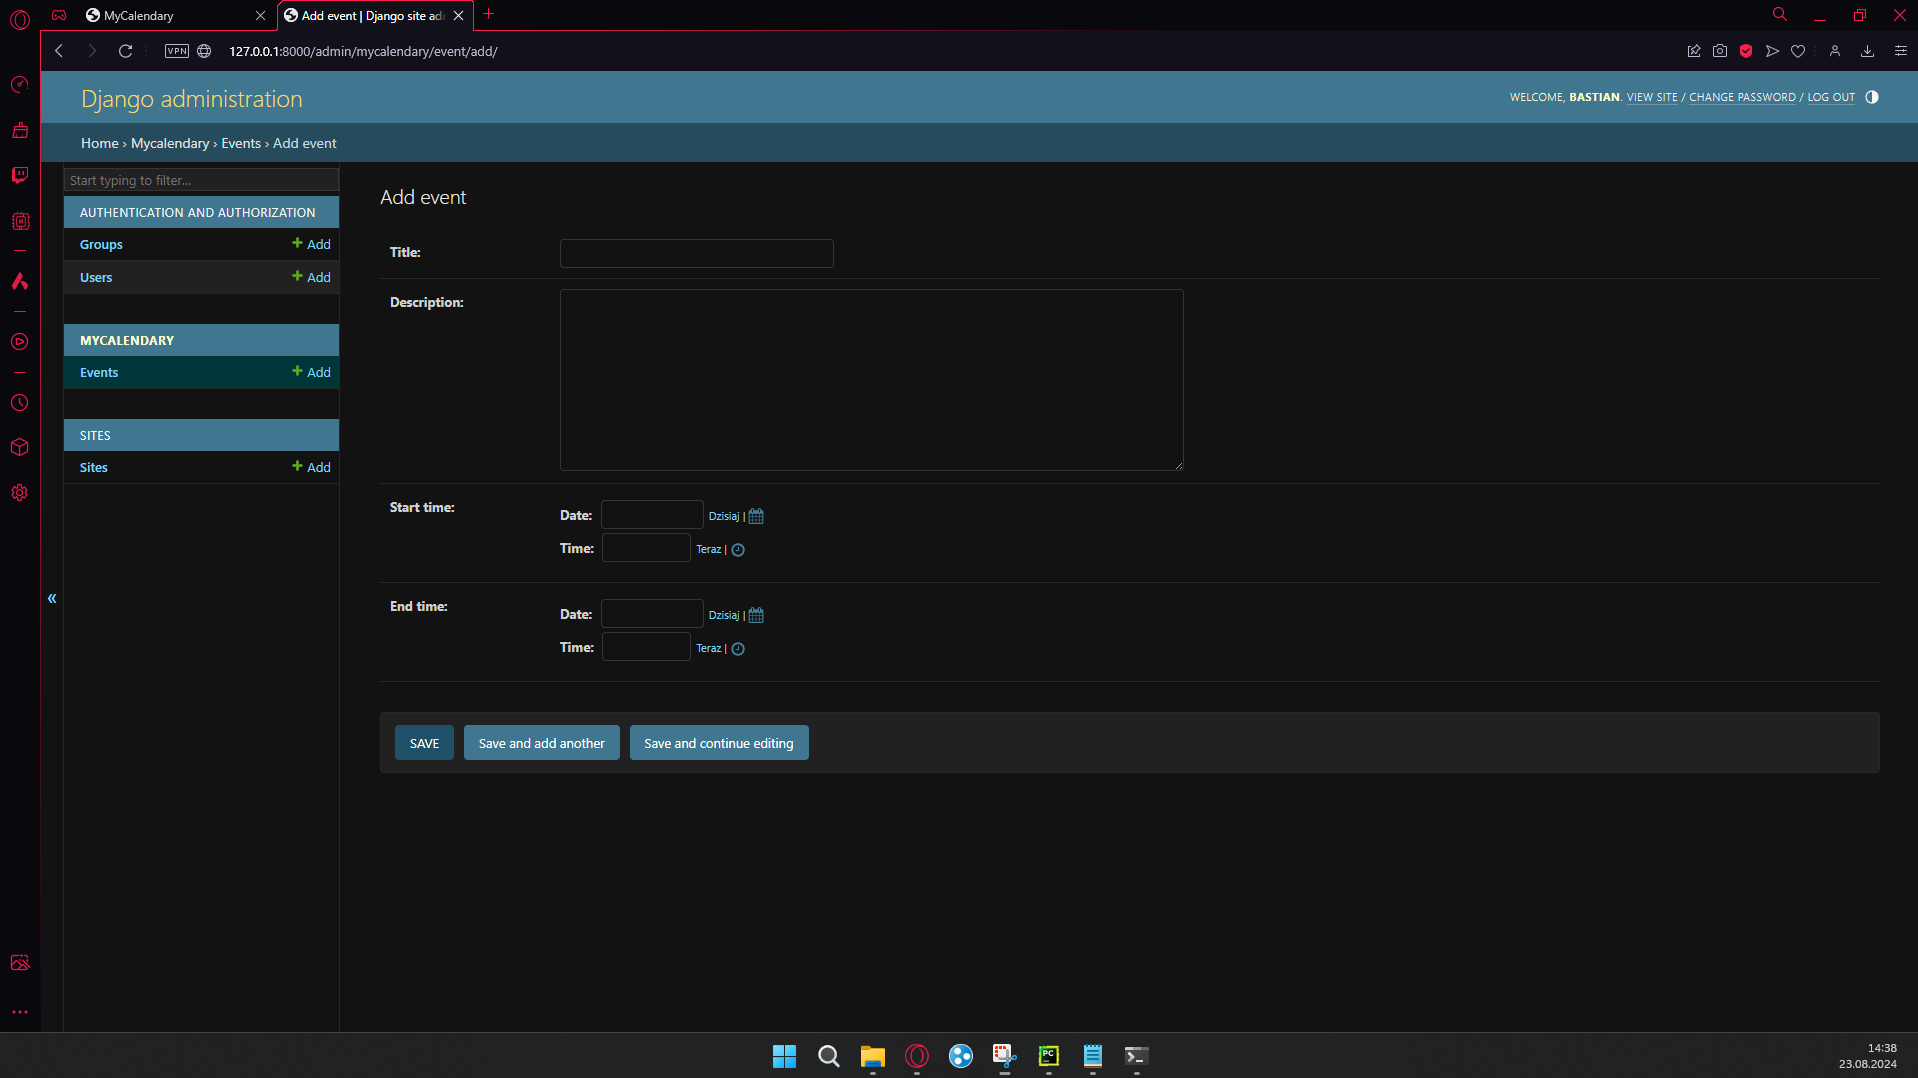 MyCalendary
Add event | Django site adr
VPN
127.0.0.1:8000/admin/mycalendary/event/add/
Django administration
WELCOME, BASTIAN. VIEW SITE / CHANGE PASSWORD / LOG OUT
Home › Mycalendary › Events › Add event
Start typing to filter...
AUTHENTICATION AND AUTHORIZATION
Groups Add
Users Add
MYCALENDARY
Events Add
SITES
Sites Add
«
Add event
Title:
Description:
Start time:
Date: Dzisiaj |
Time: Teraz |
End time:
Date: Dzisiaj |
Time: Teraz |
SAVE
Save and add another
Save and continue editing
PC
14:38
23.08.2024